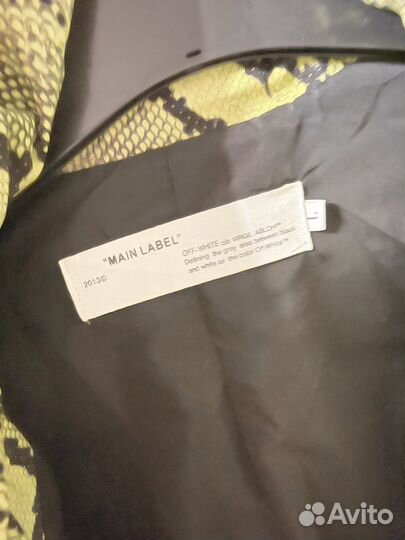 "MAIN LABEL"
2013©
OFF-WHITE c/o VIRGIL ABLOH™
Defining the grey area between black
and white as the color Off-White™
L
Avito